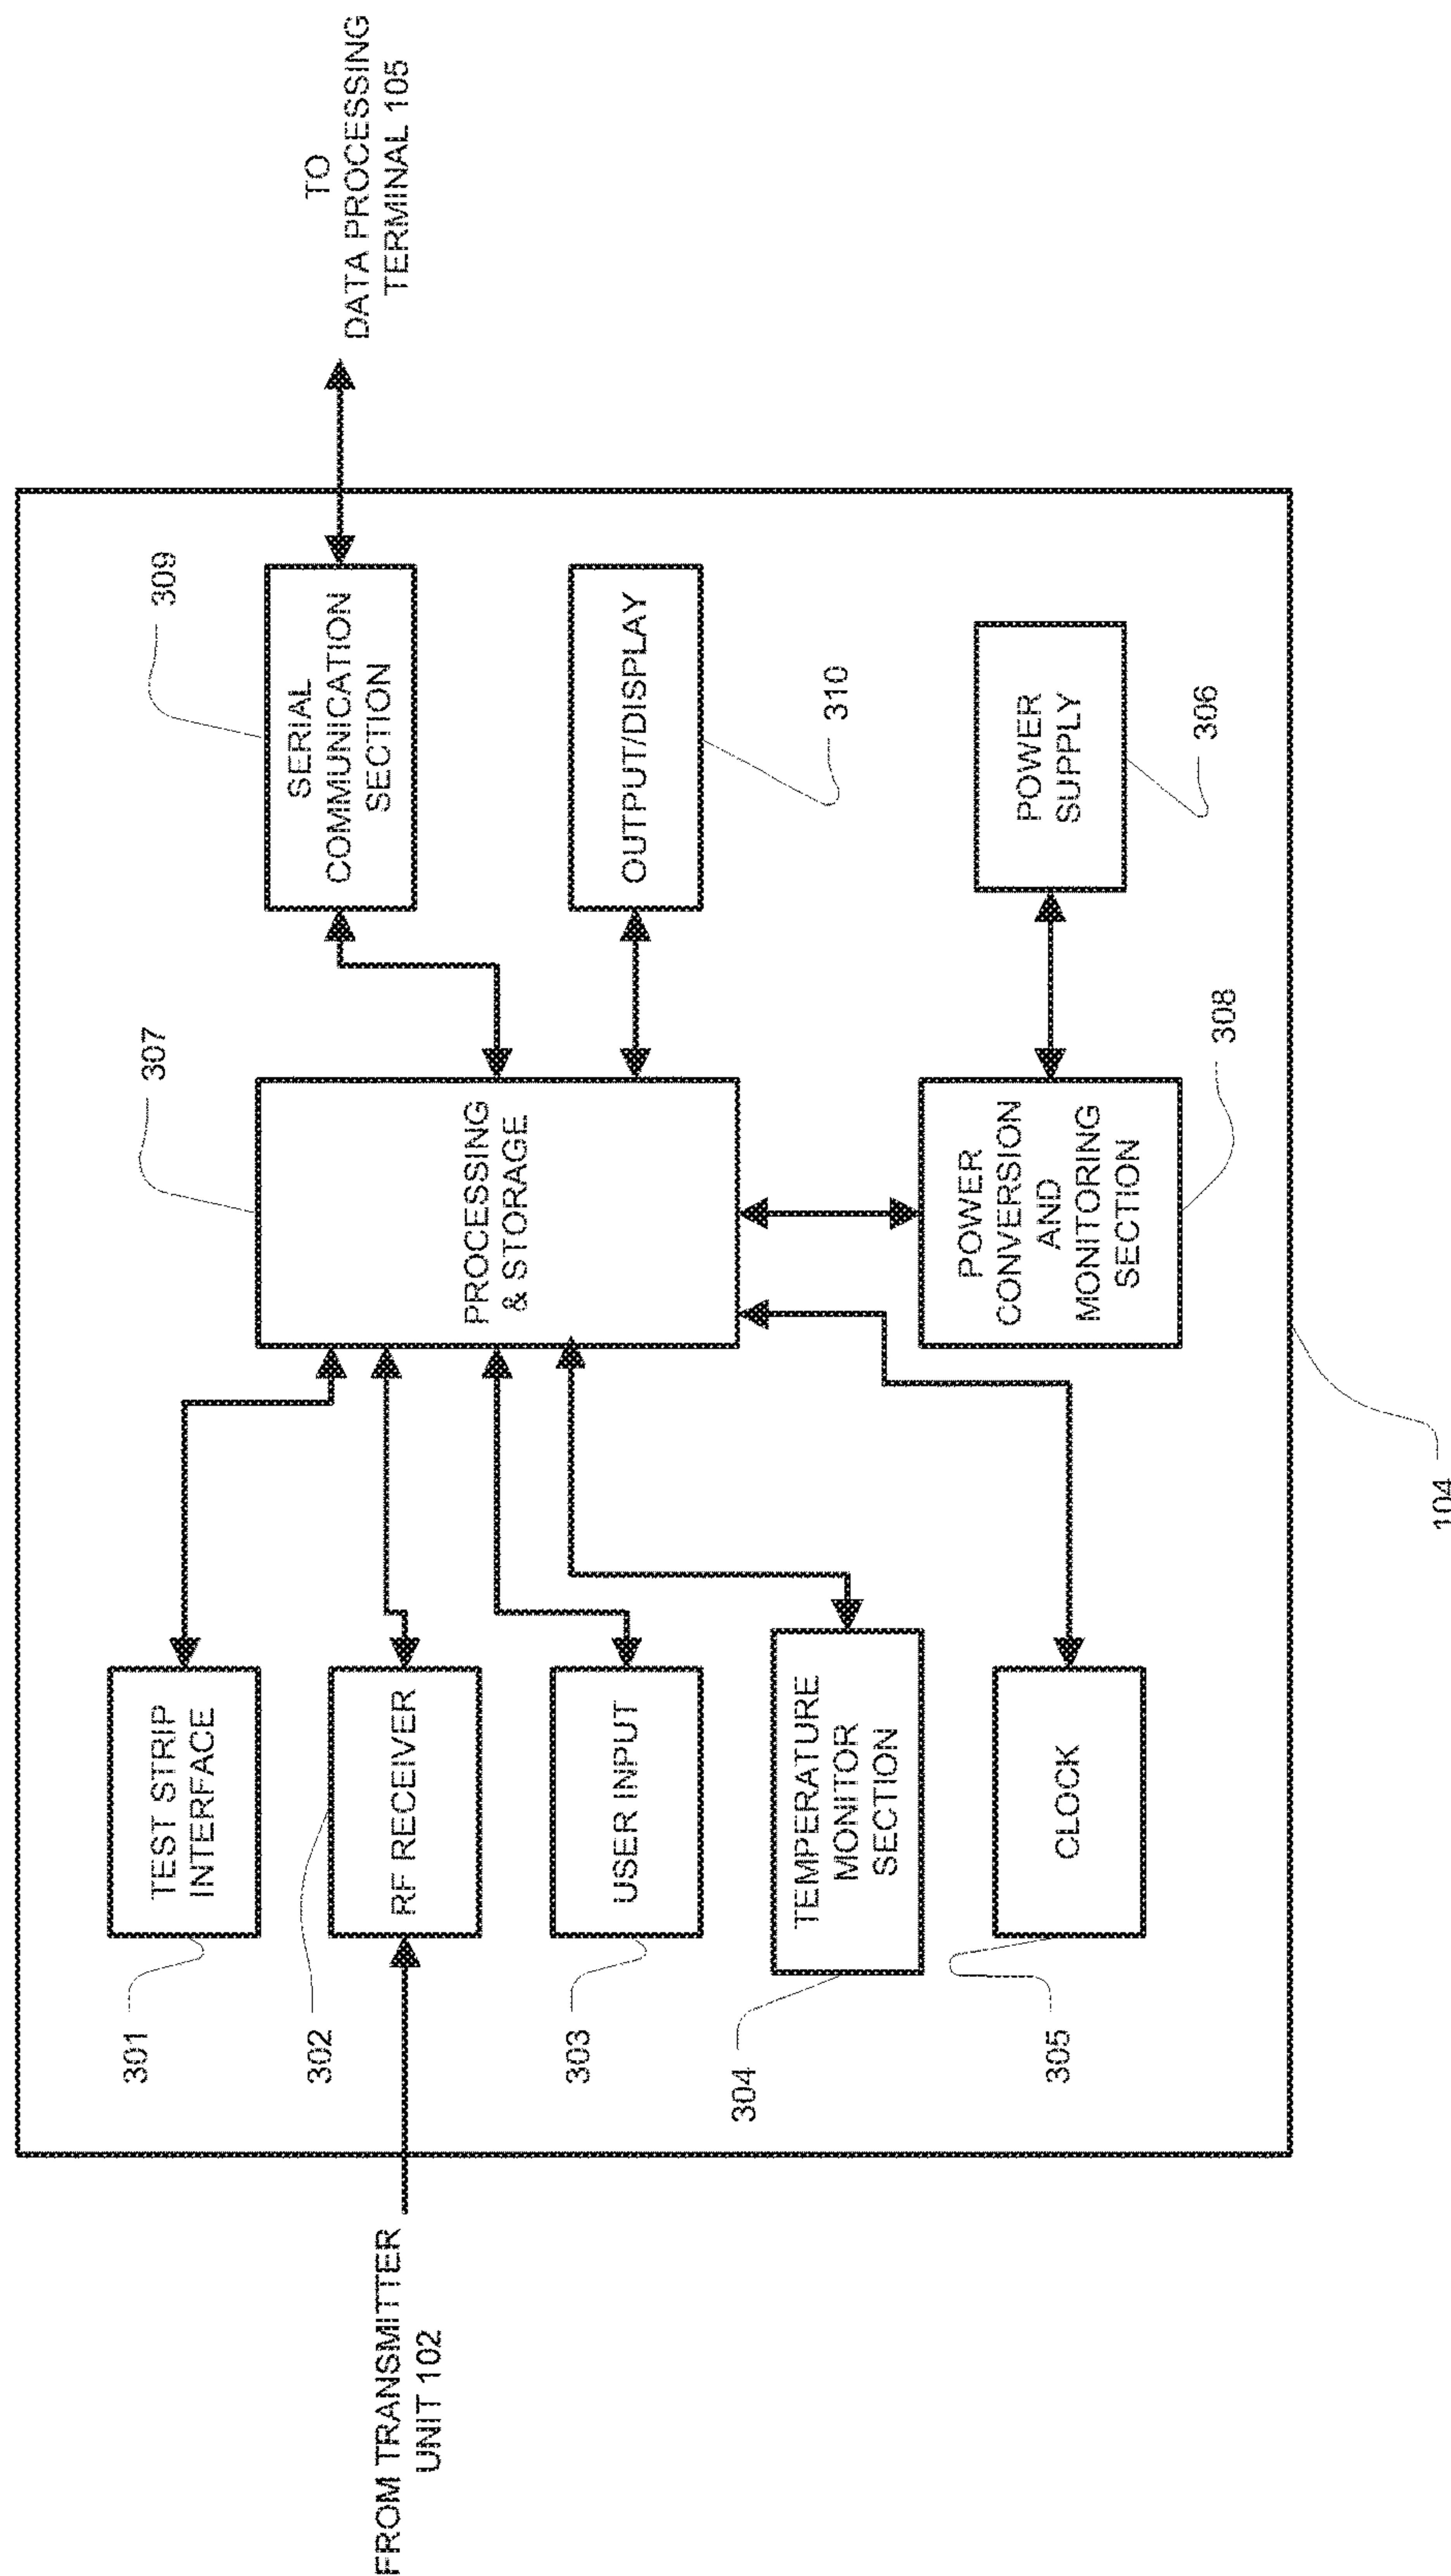 FROM TRANSMITTER
UNIT 102
301
TEST STRIP
INTERFACE
302
RF RECEIVER
303
USER INPUT
304
TEMPERATURE
MONITOR
SECTION
305
CLOCK
307
PROCESSING
& STORAGE
POWER
CONVERSION
AND
MONITORING
SECTION
308
309
SERIAL
COMMUNICATION
SECTION
OUTPUT/DISPLAY
310
POWER
SUPPLY
306
TO
DATA PROCESSING
TERMINAL 105
104